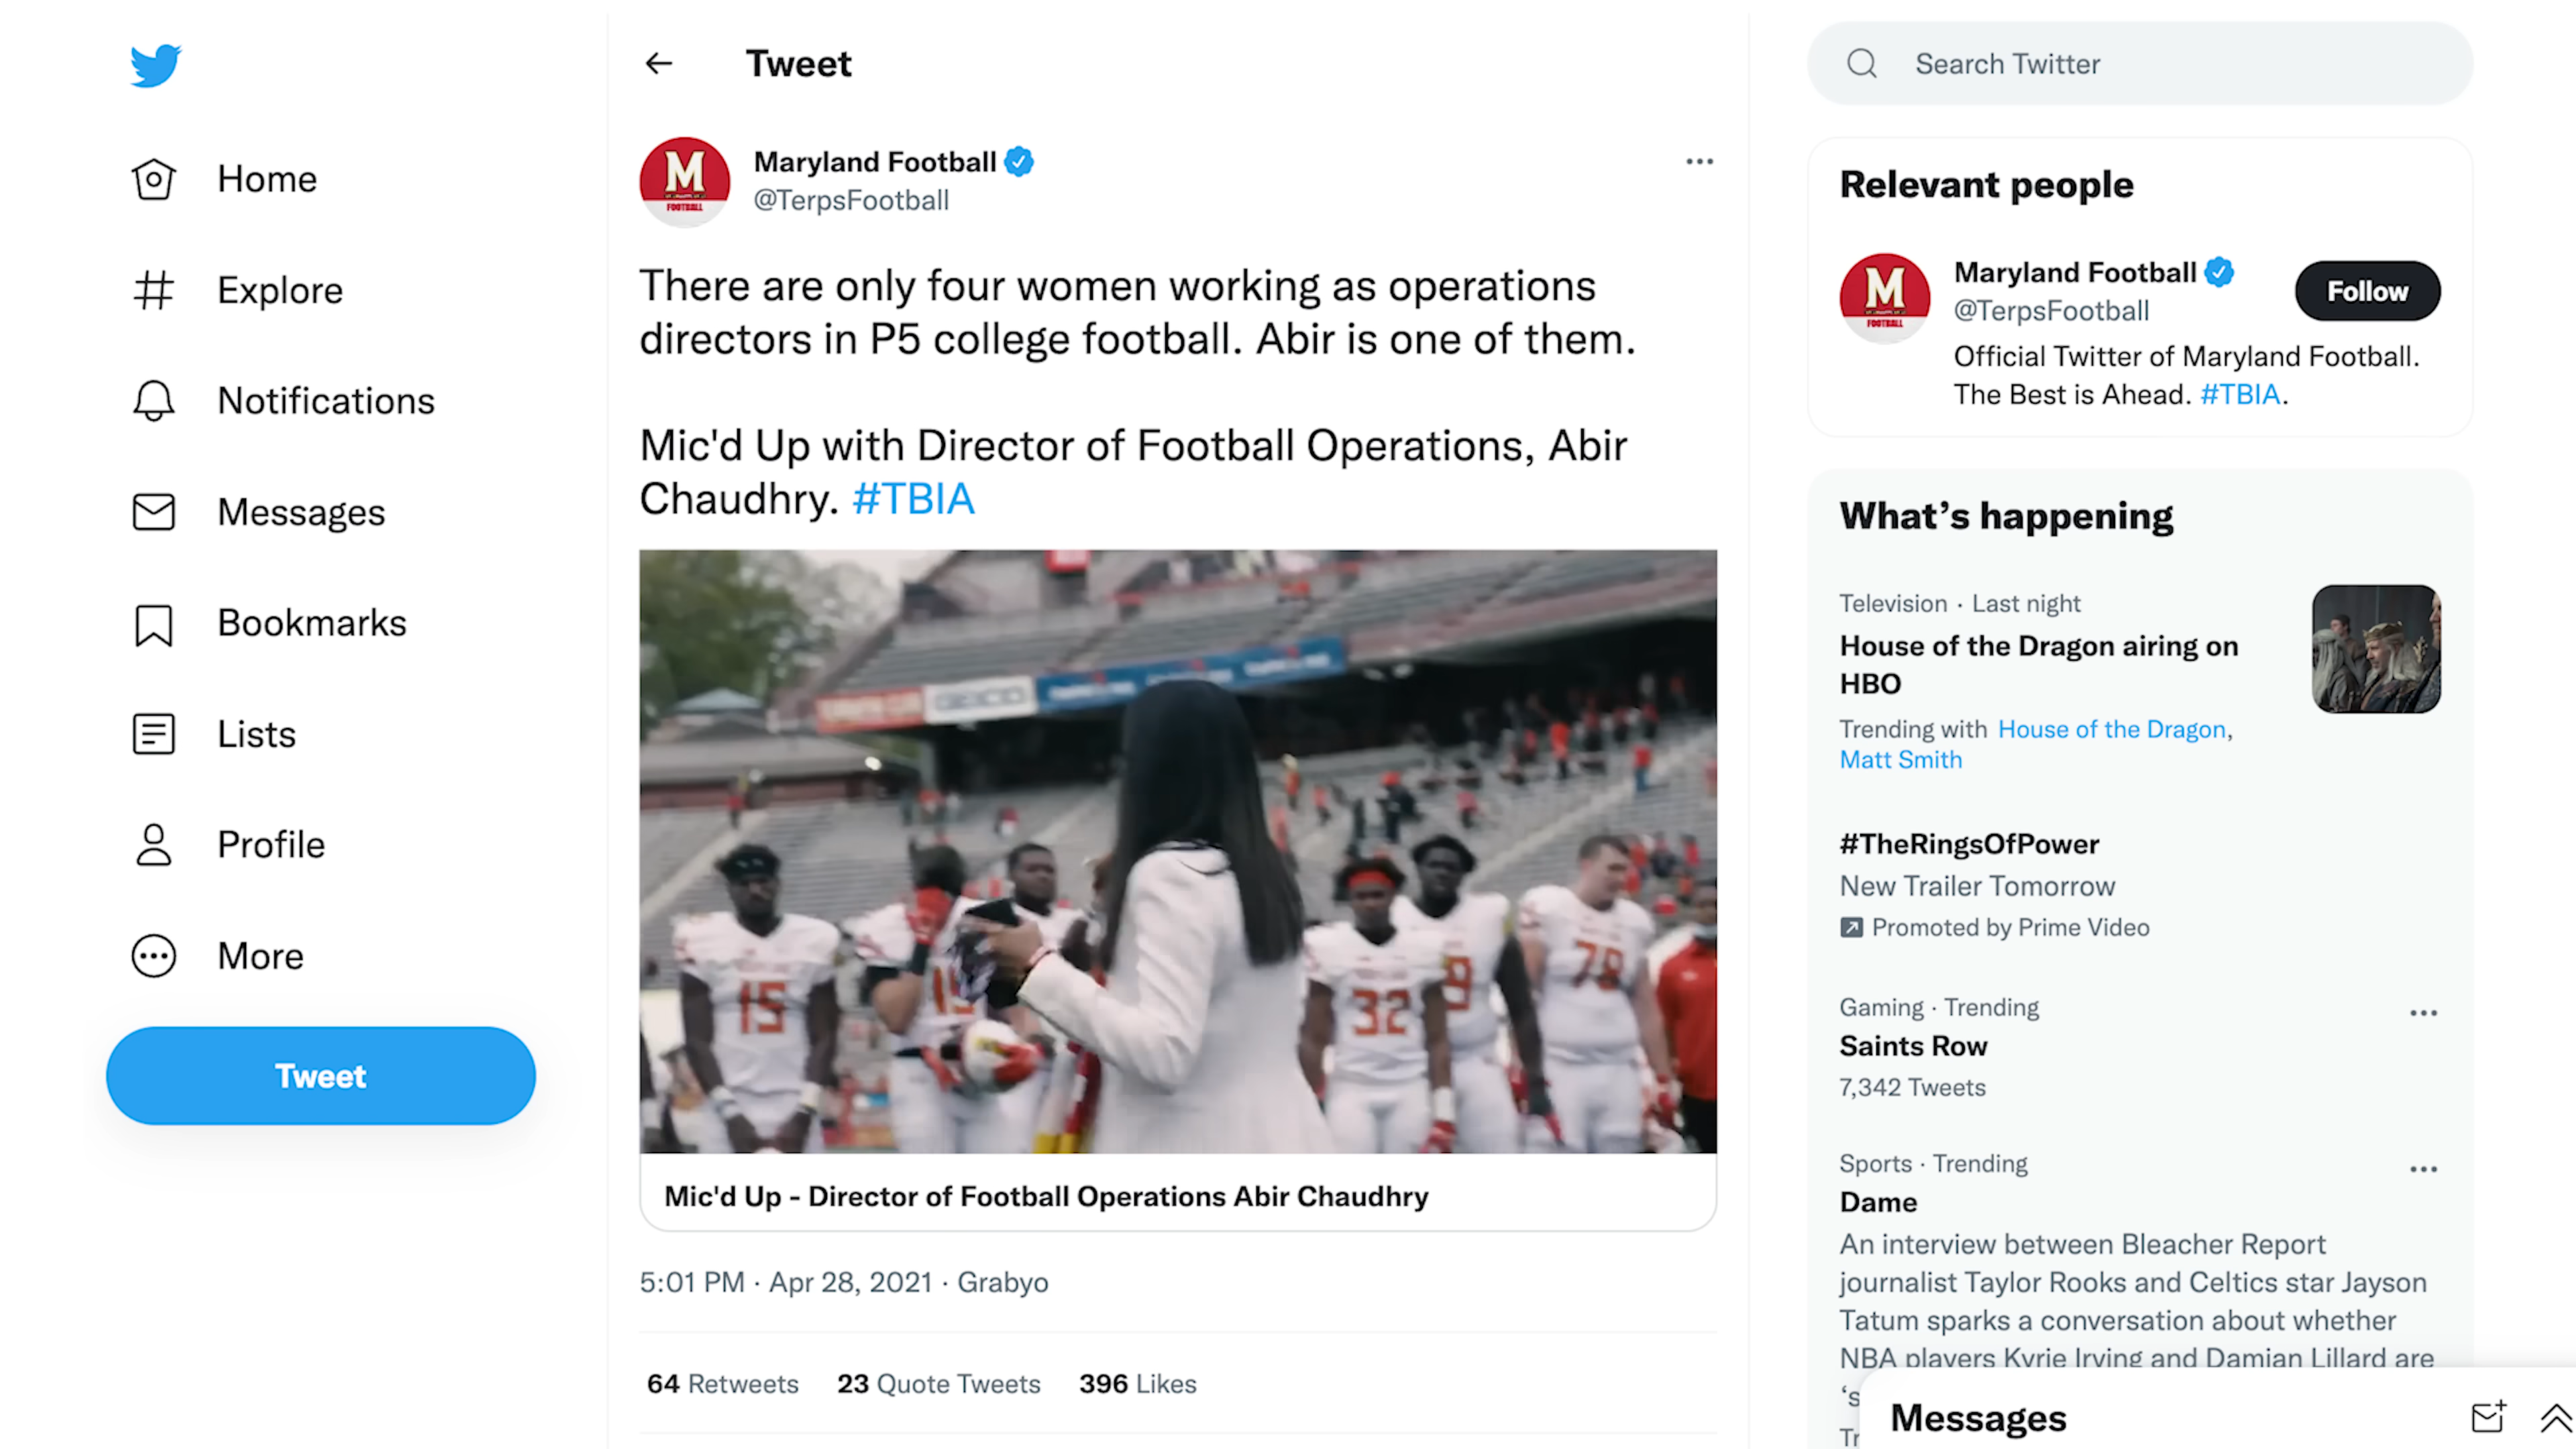 Home
Explore
Notifications
Messages
Bookmarks
Lists
Profile
More
Tweet
Tweet
M
FOOTBALL
Maryland Football
@TerpsFootball
There are only four women working as operations
directors in P5 college football. Abir is one of them.
Mic'd Up with Director of Football Operations, Abir
Chaudhry. #TBIA
GEICO
15
32
9
78
Mic'd Up - Director of Football Operations Abir Chaudhry
5:01 PM · Apr 28, 2021 · Grabyo
64 Retweets 23 Quote Tweets 396 Likes
Search Twitter
Relevant people
M
FOOTBALL
Maryland Football
@TerpsFootball
Follow
Official Twitter of Maryland Football.
The Best is Ahead. #TBIA.
What’s happening
Television · Last night
House of the Dragon airing on
HBO
Trending with House of the Dragon,
Matt Smith
#TheRingsOfPower
New Trailer Tomorrow
Promoted by Prime Video
Gaming · Trending
Saints Row
7,342 Tweets
Sports · Trending
Dame
An interview between Bleacher Report
journalist Taylor Rooks and Celtics star Jayson
Tatum sparks a conversation about whether
NBA players Kyrie Irving and Damian Lillard are
Messages